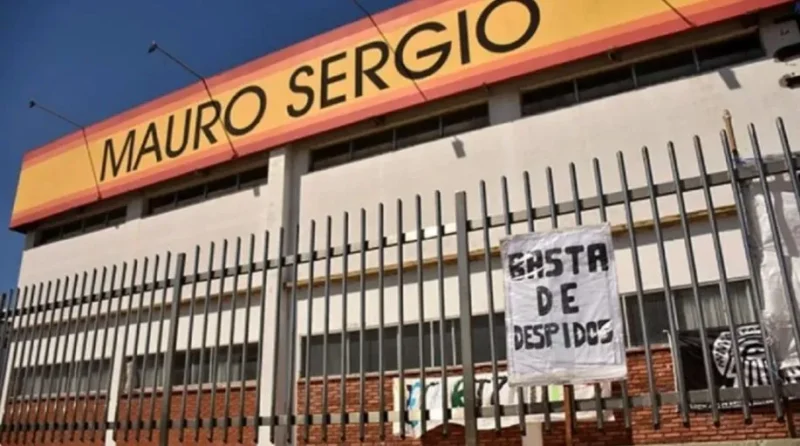 MAURO SERGIO
BASTA
DE
DESPIDOS